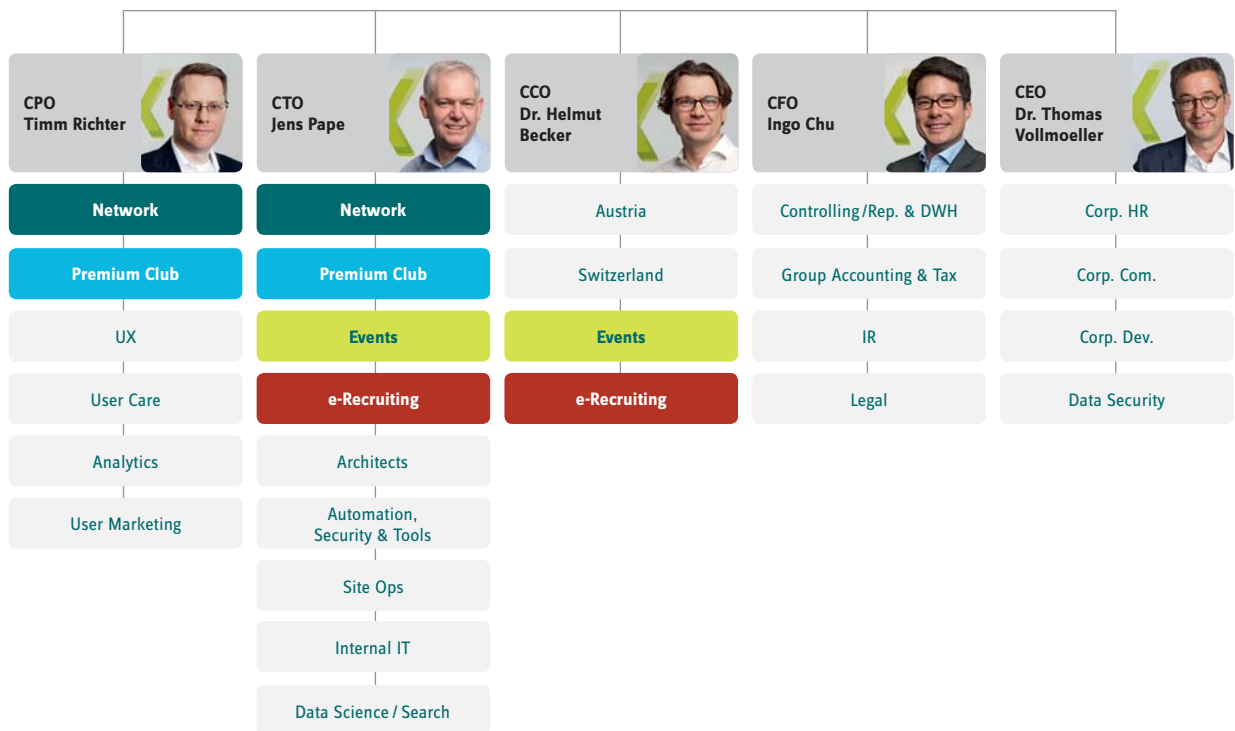 CPO
Timm Richter
CTO
Jens Pape
CCO
Dr. Helmut
Becker
CFO
Ingo Chu
CEO
Dr. Thomas
Vollmoeller
Network
Premium Club
UX
User Care
Analytics
User Marketing
Network
Premium Club
Events
e-Recruiting
Architects
Automation,
Security & Tools
Site Ops
Internal IT
Data Science / Search
Austria
Switzerland
Events
e-Recruiting
Controlling/Rep. & DWH
Group Accounting & Tax
IR
Legal
Corp. HR
Corp. Com.
Corp. Dev.
Data Security